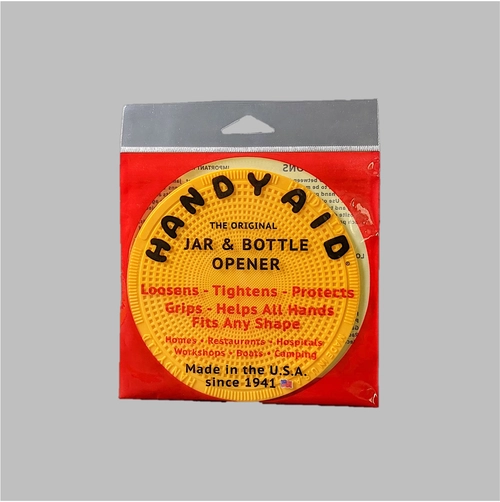 HANDY AID
THE ORIGINAL
JAR & BOTTLE
OPENER
Loosens - Tightens - Protects
Grips - Helps All Hands
Fits Any Shape
Homes • Restaurants • Hospitals
Workshops • Boats • Camping
Made in the U.S.A.
since 1941
IMPORTANT